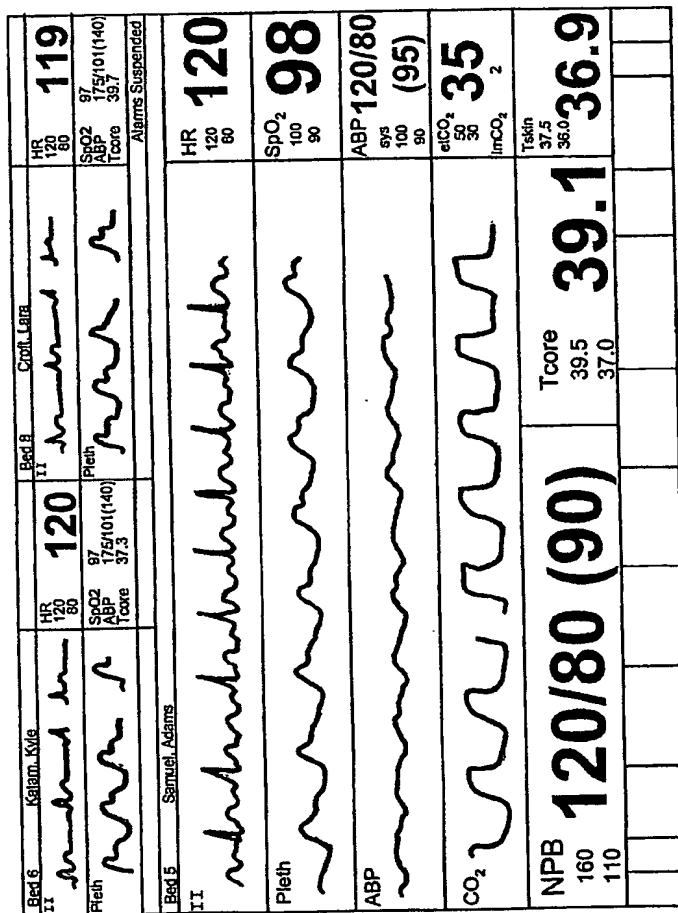 Bed 6 Katam, Kyle
II
HR
120
80
120
Pleth
SpO2 97
ABP 175/101(140)
Tcore 37.3
Bed 8 Croft, Lara
II
HR
120
80
119
Pleth
SpO2 97
ABP 175/101(140)
Tcore 39.7
Alarms Suspended
Bed 5 Samuel, Adams
II
HR
120
60
120
Pleth
SpO₂
100
90
98
ABP
ABP 120/80
sys
100
90
(95)
CO₂
etCO₂
50
30
35
ImCO₂ 2
NPB
160
110
120/80 (90)
Tcore
39.5
37.0
39.1
Tskin
37.5
36.0
36.9